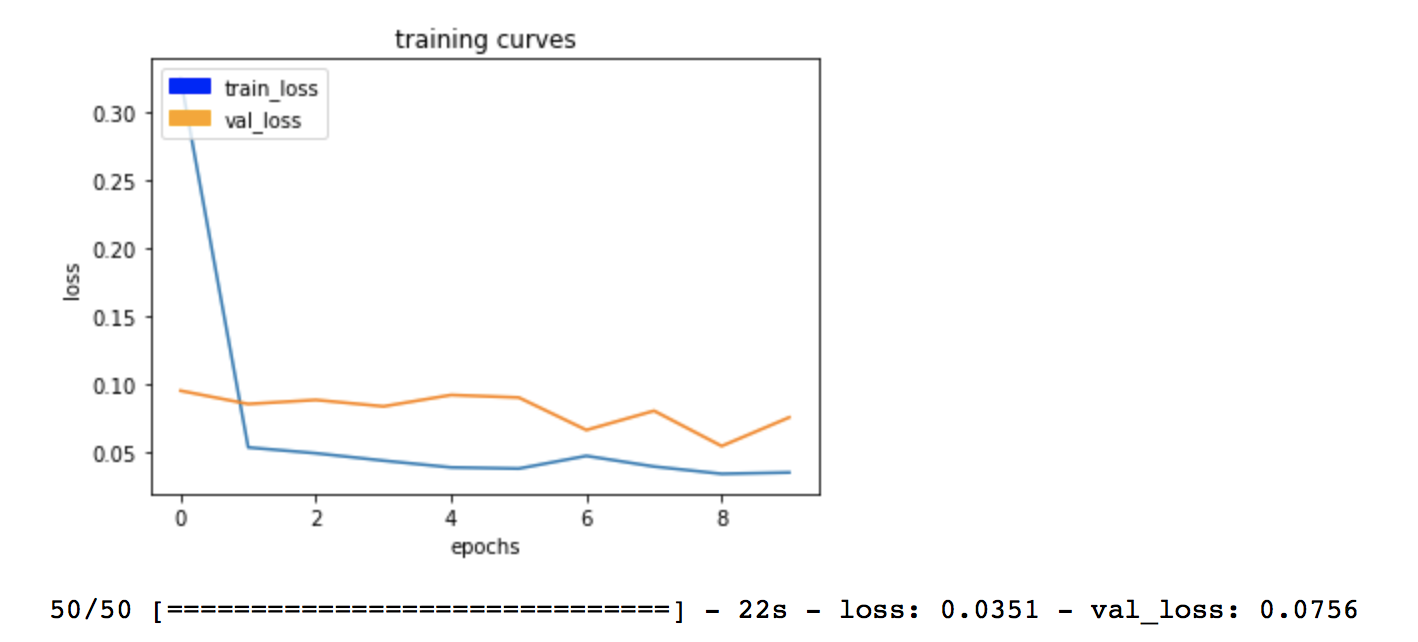 training curves
train_loss
val_loss
0.30
0.25
0.20
0.15
0.10
0.05
loss
0 2 4 6 8
epochs
50/50 [==============================] - 22s - loss: 0.0351 - val_loss: 0.0756